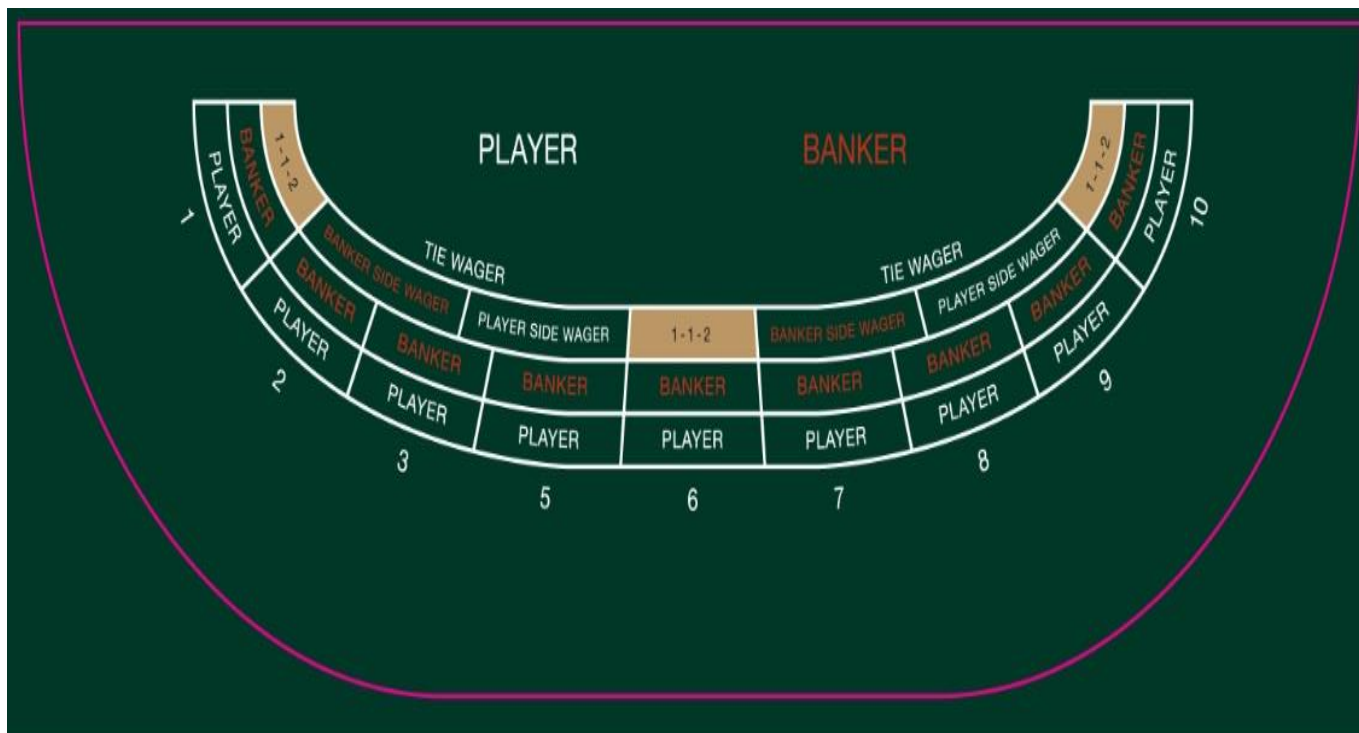 PLAYER
BANKER
1-1-2
1-1-2
TIE WAGER
TIE WAGER
BANKER SIDE WAGER
PLAYER SIDE WAGER
1-1-2
BANKER SIDE WAGER
PLAYER SIDE WAGER
BANKER
BANKER
BANKER
BANKER
BANKER
BANKER
BANKER
BANKER
BANKER
PLAYER
PLAYER
PLAYER
PLAYER
PLAYER
PLAYER
PLAYER
PLAYER
PLAYER
1
2
3
5
6
7
8
9
10